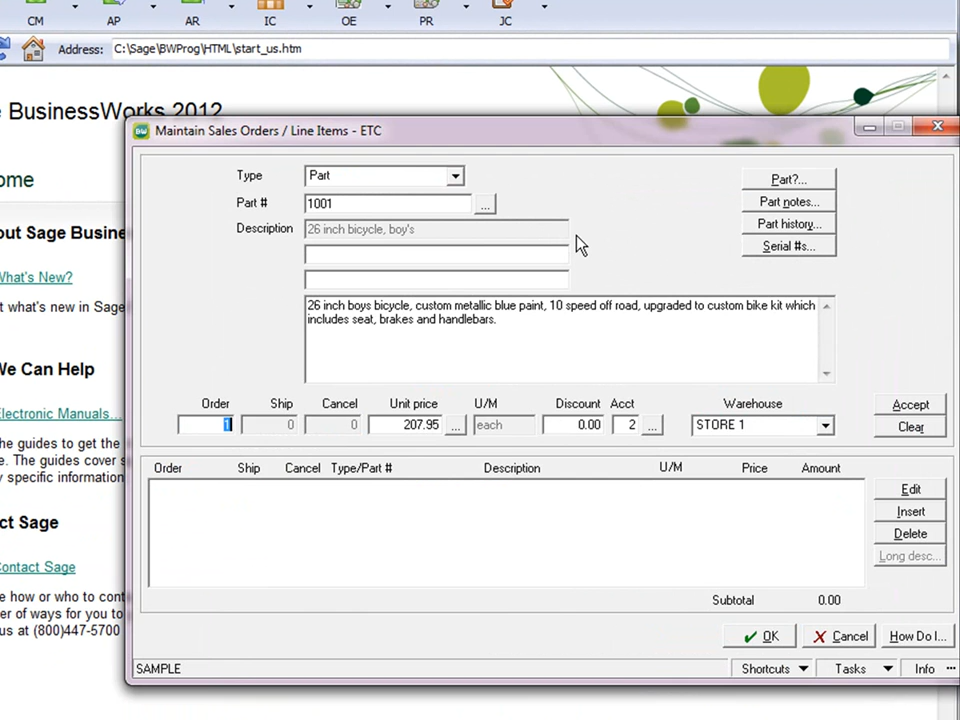 CM AP AR IC OE PR JC
Address: C:\Sage\BWProg\HTML\start_us.htm
BusinessWorks 2012
Maintain Sales Orders / Line Items - ETC
Type Part
Part # 1001 ...
Description 26 inch bicycle, boy's
Part?...
Part notes...
Part history...
Serial #s...
26 inch boys bicycle, custom metallic blue paint, 10 speed off road, upgraded to custom bike kit which
includes seat, brakes and handlebars.
Order Ship Cancel Unit price U/M Discount Acct Warehouse
1 0 0 207.95 ... each 0.00 2 ... STORE 1
Accept
Clear
Order Ship Cancel Type/Part # Description U/M Price Amount
Edit
Insert
Delete
Long desc...
Subtotal 0.00
OK Cancel How Do I...
SAMPLE Shortcuts Tasks Info ...
ome
out Sage Busine
What's New?
t what's new in Sage
We Can Help
Electronic Manuals...
he guides to get the
e. The guides cover s
y specific information
ct Sage
Contact Sage
e how or who to cont
er of ways for you to
us at (800)447-5700